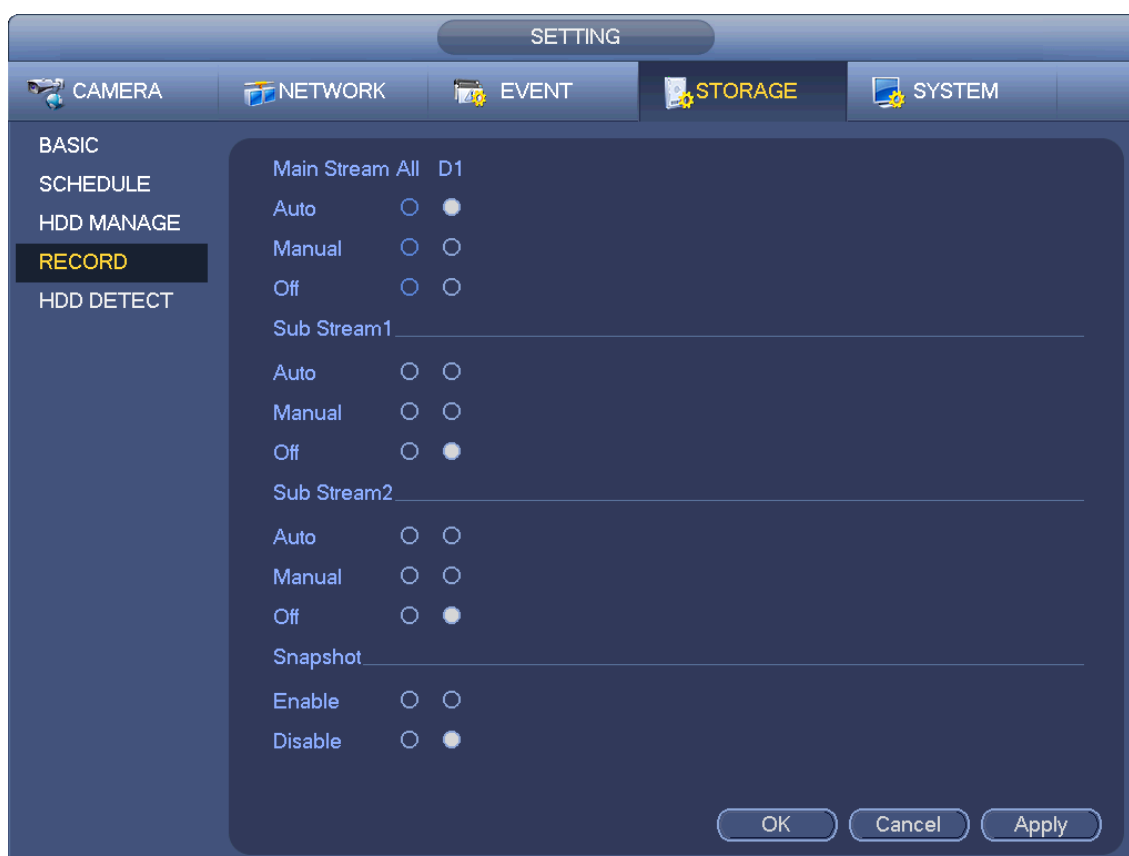 SETTING
CAMERA NETWORK EVENT STORAGE SYSTEM
BASIC
SCHEDULE
HDD MANAGE
RECORD
HDD DETECT
Main Stream All D1
Auto
Manual
Off
Sub Stream1
Auto
Manual
Off
Sub Stream2
Auto
Manual
Off
Snapshot
Enable
Disable
OK Cancel Apply